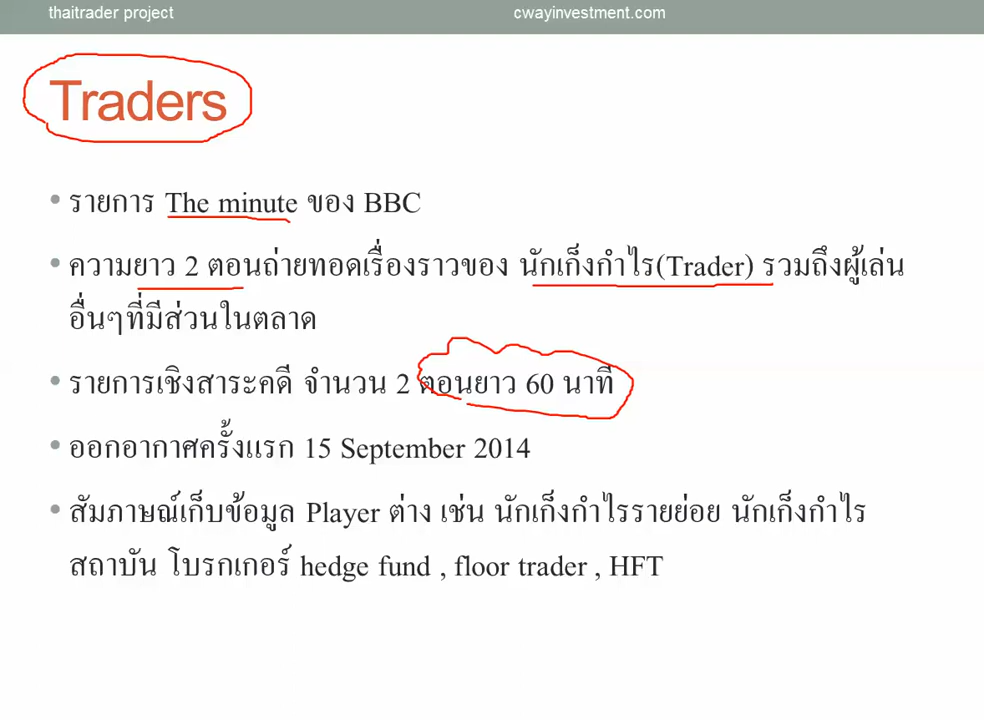 thaitrader project cwayinvestment.com
Traders
• รายการ The minute ของ BBC
• ความยาว 2 ตอนถ่ายทอดเรื่องราวของ นักเก็งกำไร(Trader) รวมถึงผู้เล่น
อื่นๆที่มีส่วนในตลาด
• รายการเชิงสาระคดี จำนวน 2 ตอนยาว 60 นาที
• ออกอากาศครั้งแรก 15 September 2014
• สัมภาษณ์เก็บข้อมูล Player ต่าง เช่น นักเก็งกำไรรายย่อย นักเก็งกำไร
สถาบัน โบรกเกอร์ hedge fund , floor trader , HFT